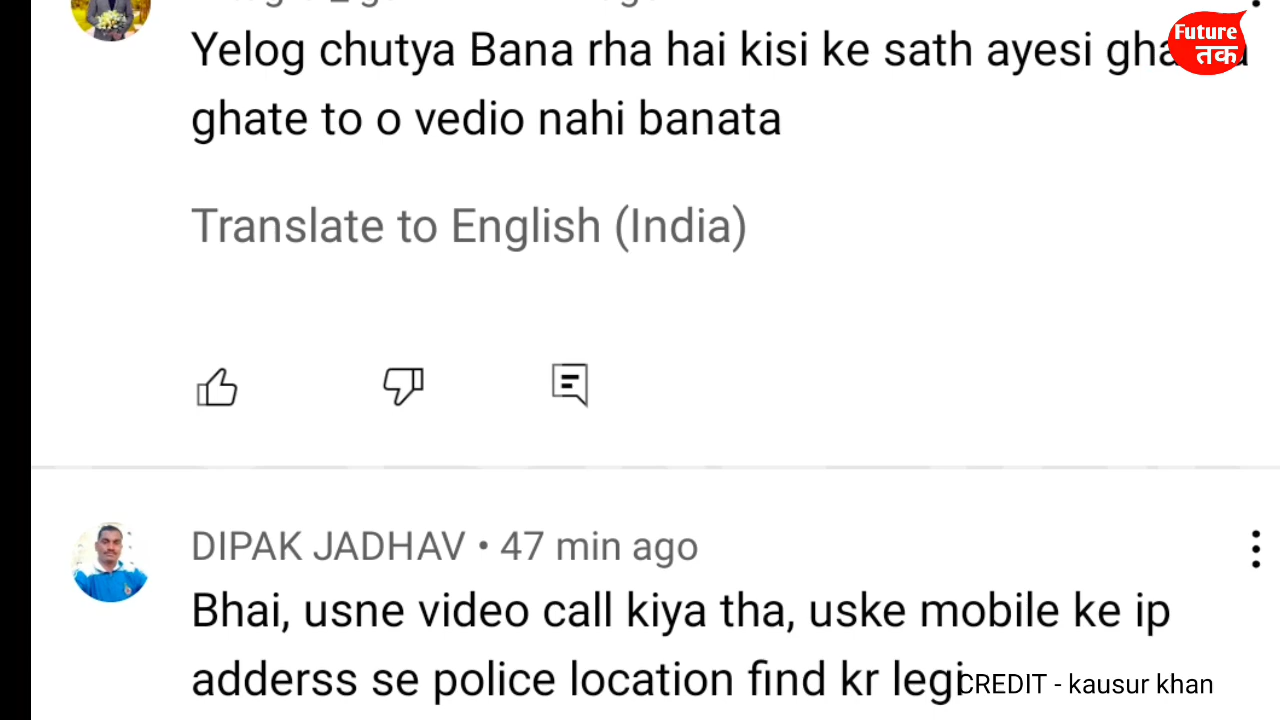 Future
तक
Yelog chutya Bana rha hai kisi ke sath ayesi
ghate to o vedio nahi banata
Translate to English (India)
DIPAK JADHAV • 47 min ago
Bhai, usne video call kiya tha, uske mobile ke ip
adderss se police location find kr legi
CREDIT - kausur khan